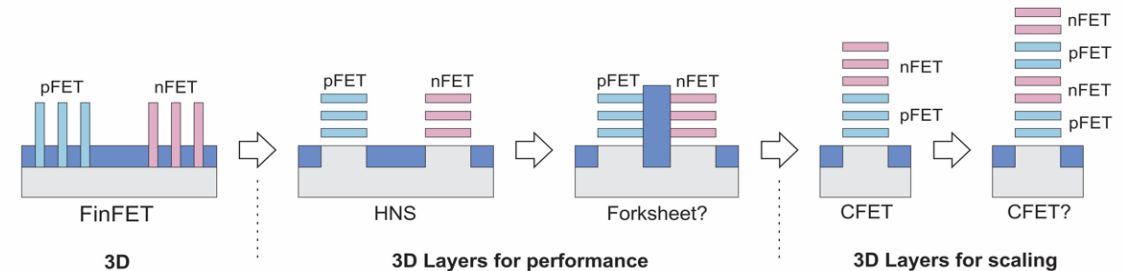 pFET
nFET
FinFET
3D
pFET
nFET
HNS
pFET
nFET
Forksheet?
3D Layers for performance
nFET
pFET
CFET
nFET
pFET
nFET
pFET
CFET?
3D Layers for scaling